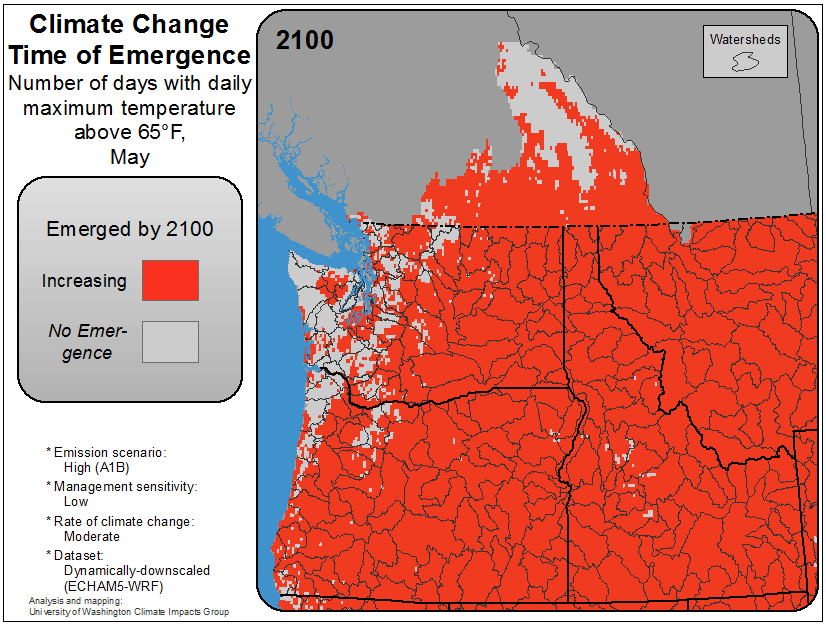 Climate Change
Time of Emergence
Number of days with daily
maximum temperature
above 65°F,
May
Emerged by 2100
Increasing
No Emer-
gence
* Emission scenario:
High (A1B)
* Management sensitivity:
Low
* Rate of climate change:
Moderate
* Dataset:
Dynamically-downscaled
(ECHAM5-WRF)
Analysis and mapping:
University of Washington Climate Impacts Group
2100
Watersheds